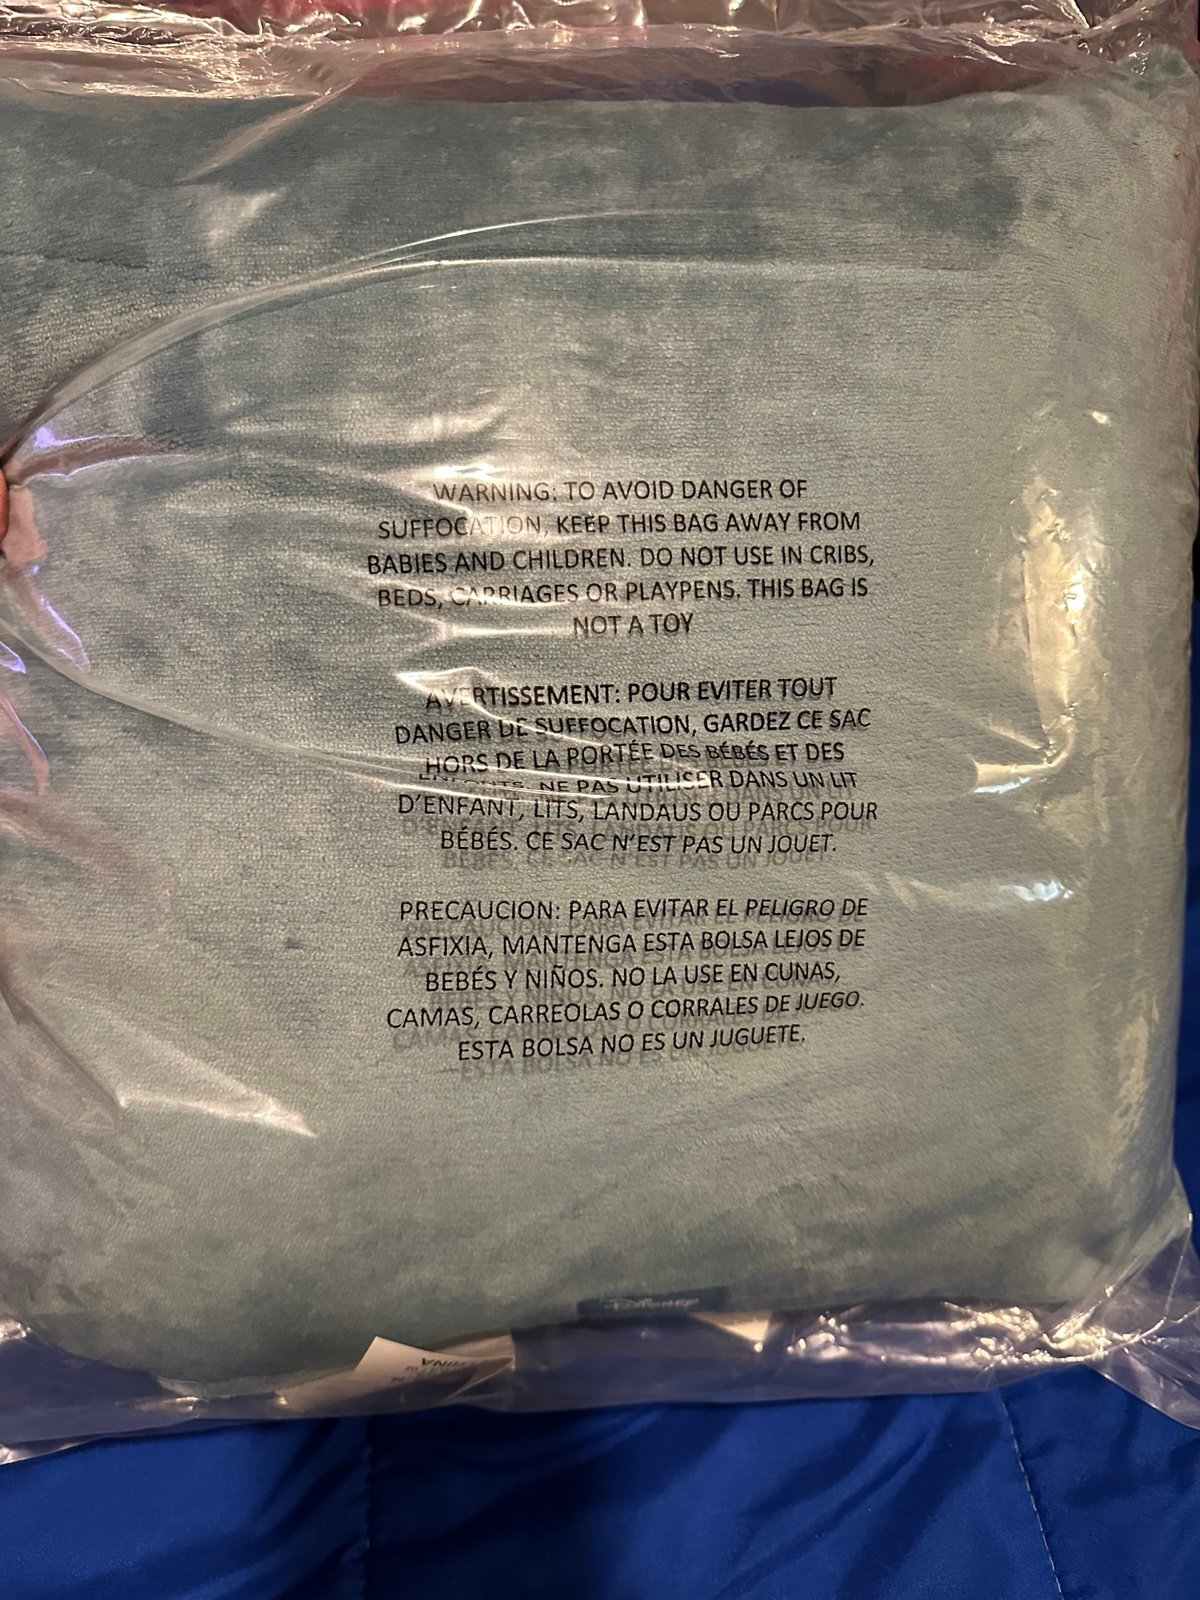 WARNING: TO AVOID DANGER OF
SUFFOCATION, KEEP THIS BAG AWAY FROM
BABIES AND CHILDREN. DO NOT USE IN CRIBS,
BEDS, CARRIAGES OR PLAYPENS. THIS BAG IS
NOT A TOY
AVERTISSEMENT: POUR EVITER TOUT
DANGER DE SUFFOCATION, GARDEZ CE SAC
HORS DE LA PORTÉE DES BÉBÉS ET DES
ENFANTS. NE PAS UTILISER DANS UN LIT
D'ENFANT, LITS, LANDAUS OU PARCS POUR
BÉBÉS. CE SAC N'EST PAS UN JOUET.
PRECAUCION: PARA EVITAR EL PELIGRO DE
ASFIXIA, MANTENGA ESTA BOLSA LEJOS DE
BEBÉS Y NIÑOS. NO LA USE EN CUNAS,
CAMAS, CARREOLAS O CORRALES DE JUEGO.
ESTA BOLSA NO ES UN JUGUETE.
Disney